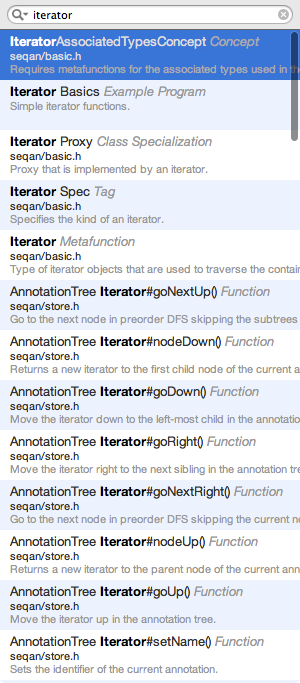 iterator
IteratorAssociatedTypesConcept Concept
seqan/basic.h
Requires metafunctions for the associated types used in th
Iterator Basics Example Program
Simple iterator functions.
Iterator Proxy Class Specialization
seqan/basic.h
Proxy that is implemented by an iterator.
Iterator Spec Tag
seqan/basic.h
Specifies the kind of an iterator.
Iterator Metafunction
seqan/basic.h
Type of iterator objects that are used to traverse the contain
AnnotationTree Iterator#goNextUp() Function
seqan/store.h
Go to the next node in preorder DFS skipping the subtrees
AnnotationTree Iterator#nodeDown() Function
seqan/store.h
Returns a new iterator to the first child node of the current a
AnnotationTree Iterator#goDown() Function
seqan/store.h
Move the iterator down to the left-most child in the annotatio
AnnotationTree Iterator#goRight() Function
seqan/store.h
Move the iterator right to the next sibling in the annotation tre
AnnotationTree Iterator#goNextRight() Function
seqan/store.h
Go to the next node in preorder DFS skipping the current no
AnnotationTree Iterator#nodeUp() Function
seqan/store.h
Returns a new iterator to the parent node of the current ann
AnnotationTree Iterator#goUp() Function
seqan/store.h
Move the iterator up in the annotation tree.
AnnotationTree Iterator#setName() Function
seqan/store.h
Sets the identifier of the current annotation.